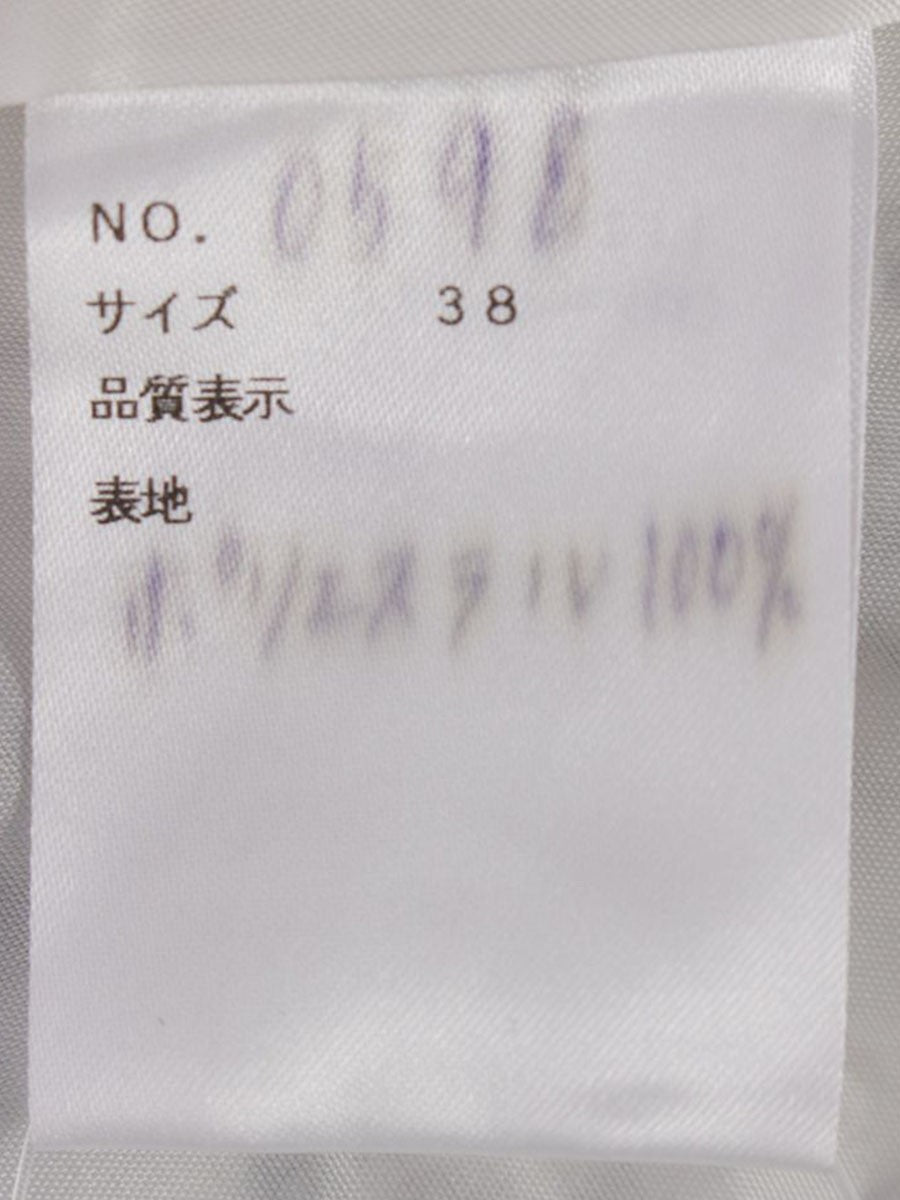 NO. 0598
サイズ 38
品質表示
表地
ポリエステル 100%